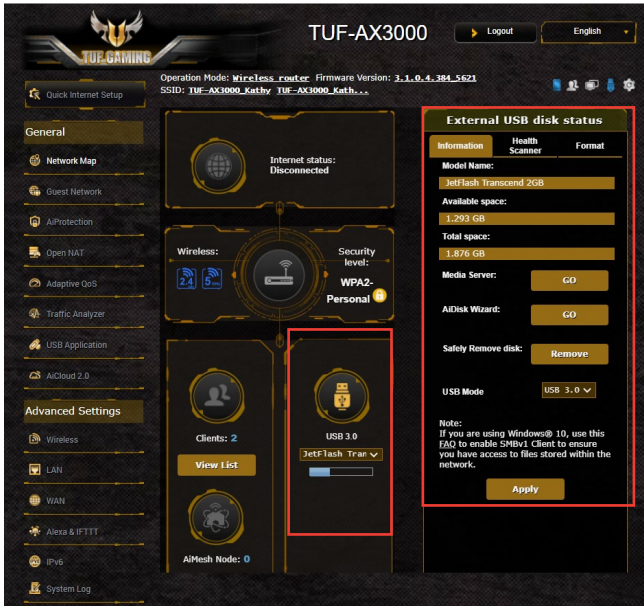 TUF GAMING
TUF-AX3000
Logout
English
Operation Mode: Wireless router Firmware Version: 3.1.0.4.384_5621
SSID: TUF-AX3000_Kathy TUF-AX3000_Kath...
Quick Internet Setup
General
Network Map
Guest Network
AiProtection
Open NAT
Adaptive QoS
Traffic Analyzer
USB Application
AiCloud 2.0
Advanced Settings
Wireless
LAN
WAN
Alexa & IFTTT
IPv6
System Log
Internet status:
Disconnected
Wireless:
2.4 GHz
5 GHz
Security
level:
WPA2-
Personal
Clients: 2
View List
AiMesh Node: 0
USB 3.0
JetFlash Tran
External USB disk status
Information
Health
Scanner
Format
Model Name:
JetFlash Transcend 2GB
Available space:
1.293 GB
Total space:
1.876 GB
Media Server:
GO
AiDisk Wizard:
GO
Safely Remove disk:
Remove
USB Mode
USB 3.0
Note:
If you are using Windows® 10, use this
FAQ to enable SMBv1 Client to ensure
you have access to files stored within the
network.
Apply